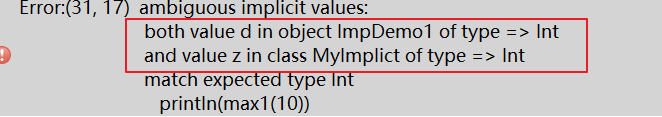 Error:(31, 17) ambiguous implicit values:
both value d in object ImpDemo1 of type => Int
and value z in class MyImplict of type => Int
match expected type Int
println(max1(10))